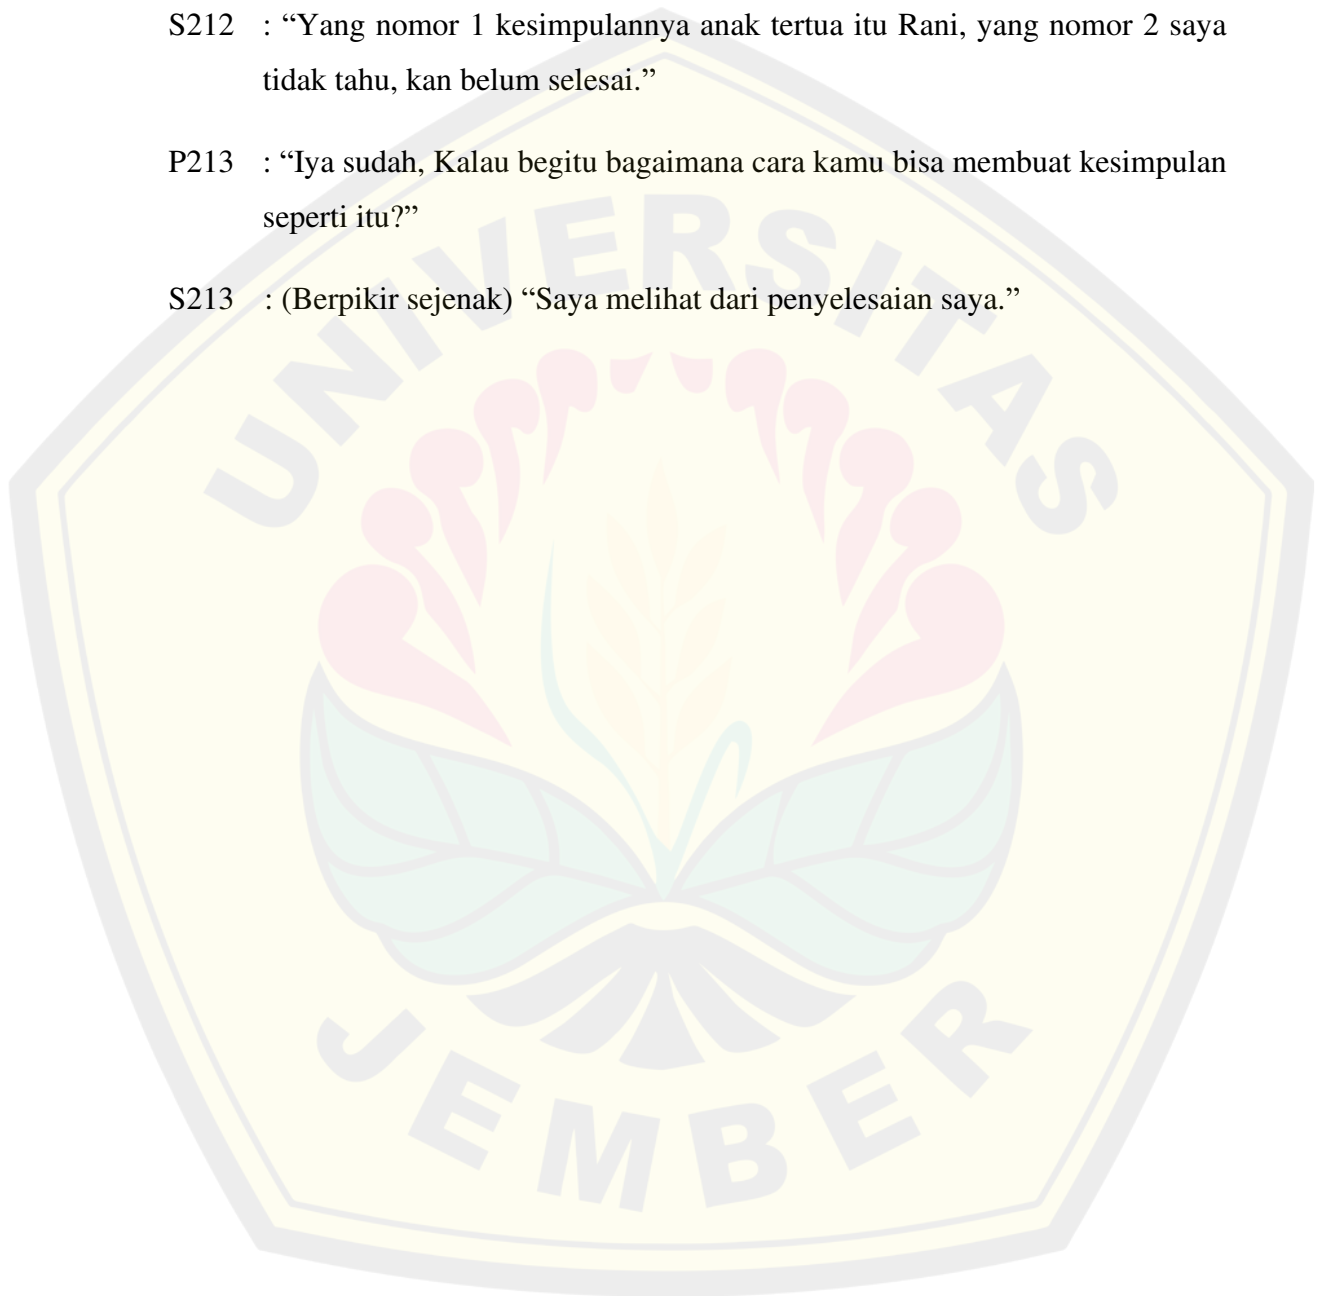 S212 : “Yang nomor 1 kesimpulannya anak tertua itu Rani, yang nomor 2 saya
tidak tahu, kan belum selesai.”
P213 : “Iya sudah, Kalau begitu bagaimana cara kamu bisa membuat kesimpulan
seperti itu?”
S213 : (Berpikir sejenak) “Saya melihat dari penyelesaian saya.”
UNIVERSITAS
JEMBER